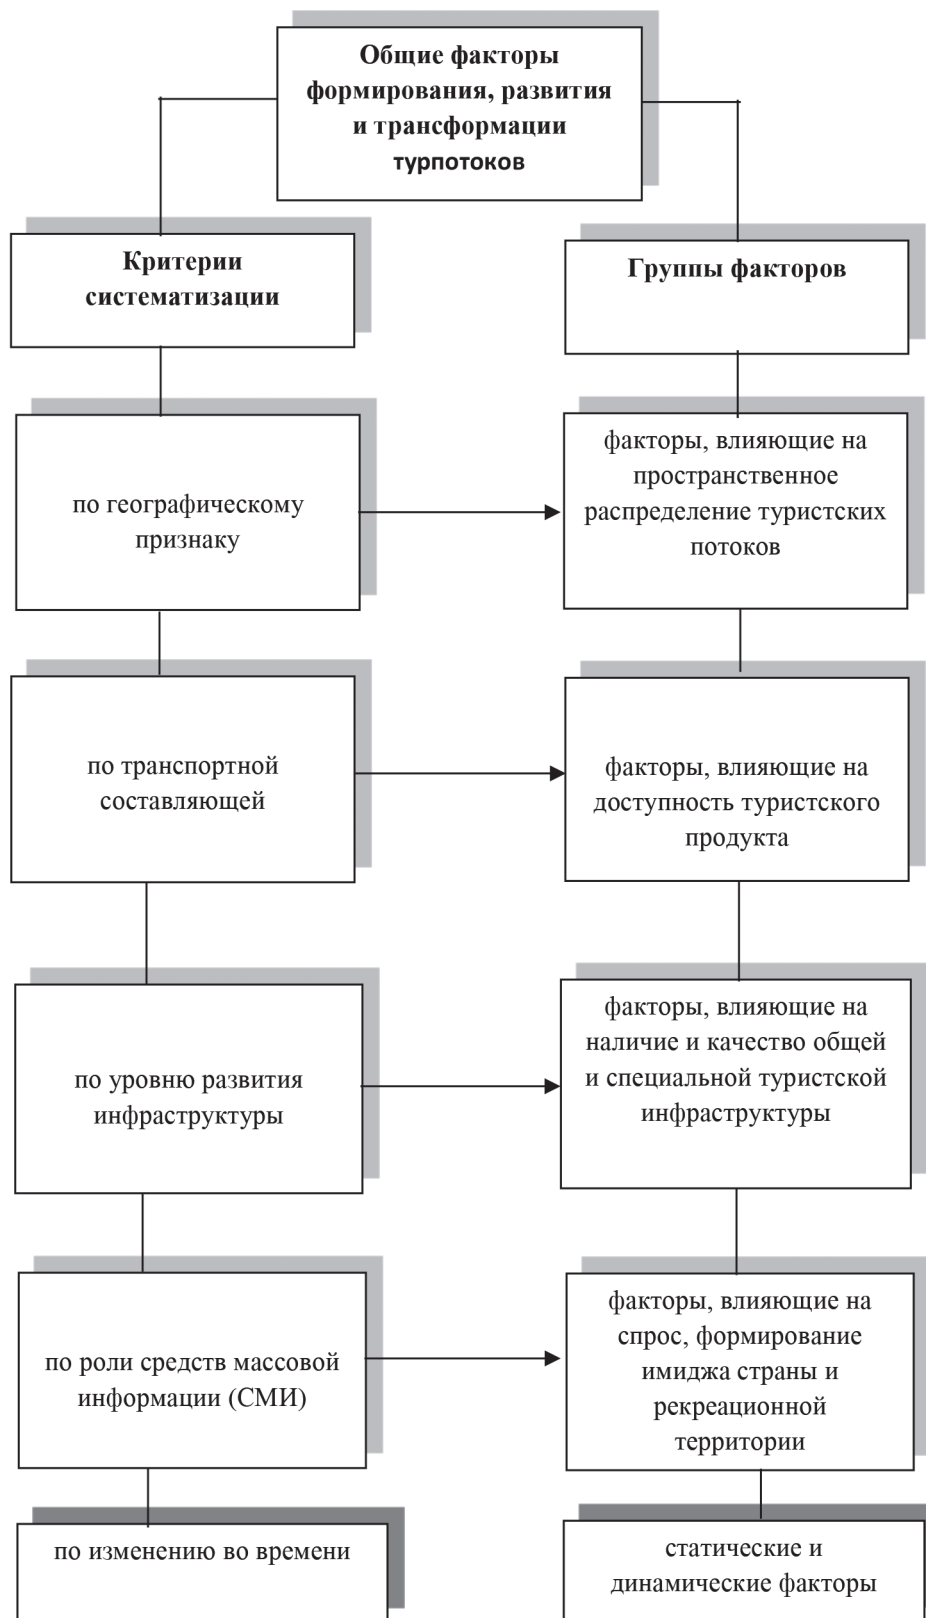 Общие факторы
формирования, развития
и трансформации
турпотоков
Критерии
систематизации
Группы факторов
по географическому
признаку
факторы, влияющие на
пространственное
распределение туристских
потоков
по транспортной
составляющей
факторы, влияющие на
доступность туристского
продукта
по уровню развития
инфраструктуры
факторы, влияющие на
наличие и качество общей
и специальной туристской
инфраструктуры
по роли средств массовой
информации (СМИ)
факторы, влияющие на
спрос, формирование
имиджа страны и
рекреационной
территории
по изменению во времени
статические и
динамические факторы